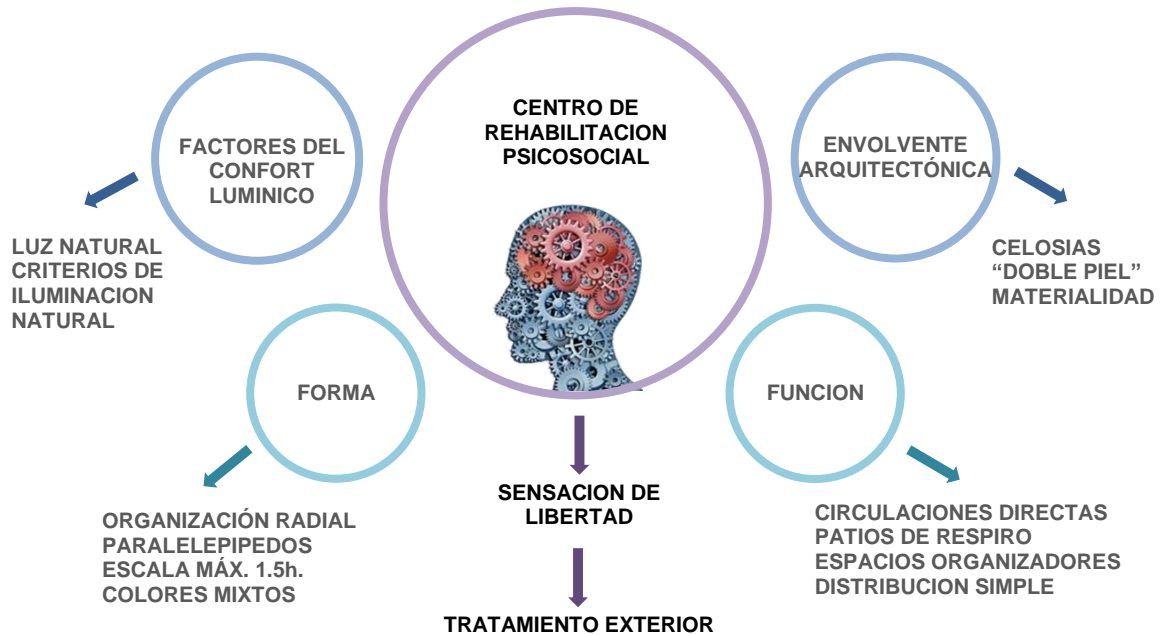 CENTRO DE
REHABILITACION
PSICOSOCIAL
FACTORES DEL
CONFORT
LUMINICO
ENVOLVENTE
ARQUITECTÓNICA
LUZ NATURAL
CRITERIOS DE
ILUMINACION
NATURAL
CELOSIAS
“DOBLE PIEL”
MATERIALIDAD
FORMA
FUNCION
SENSACION DE
LIBERTAD
ORGANIZACIÓN RADIAL
PARALELEPIPEDOS
ESCALA MÁX. 1.5h.
COLORES MIXTOS
CIRCULACIONES DIRECTAS
PATIOS DE RESPIRO
ESPACIOS ORGANIZADORES
DISTRIBUCION SIMPLE
TRATAMIENTO EXTERIOR